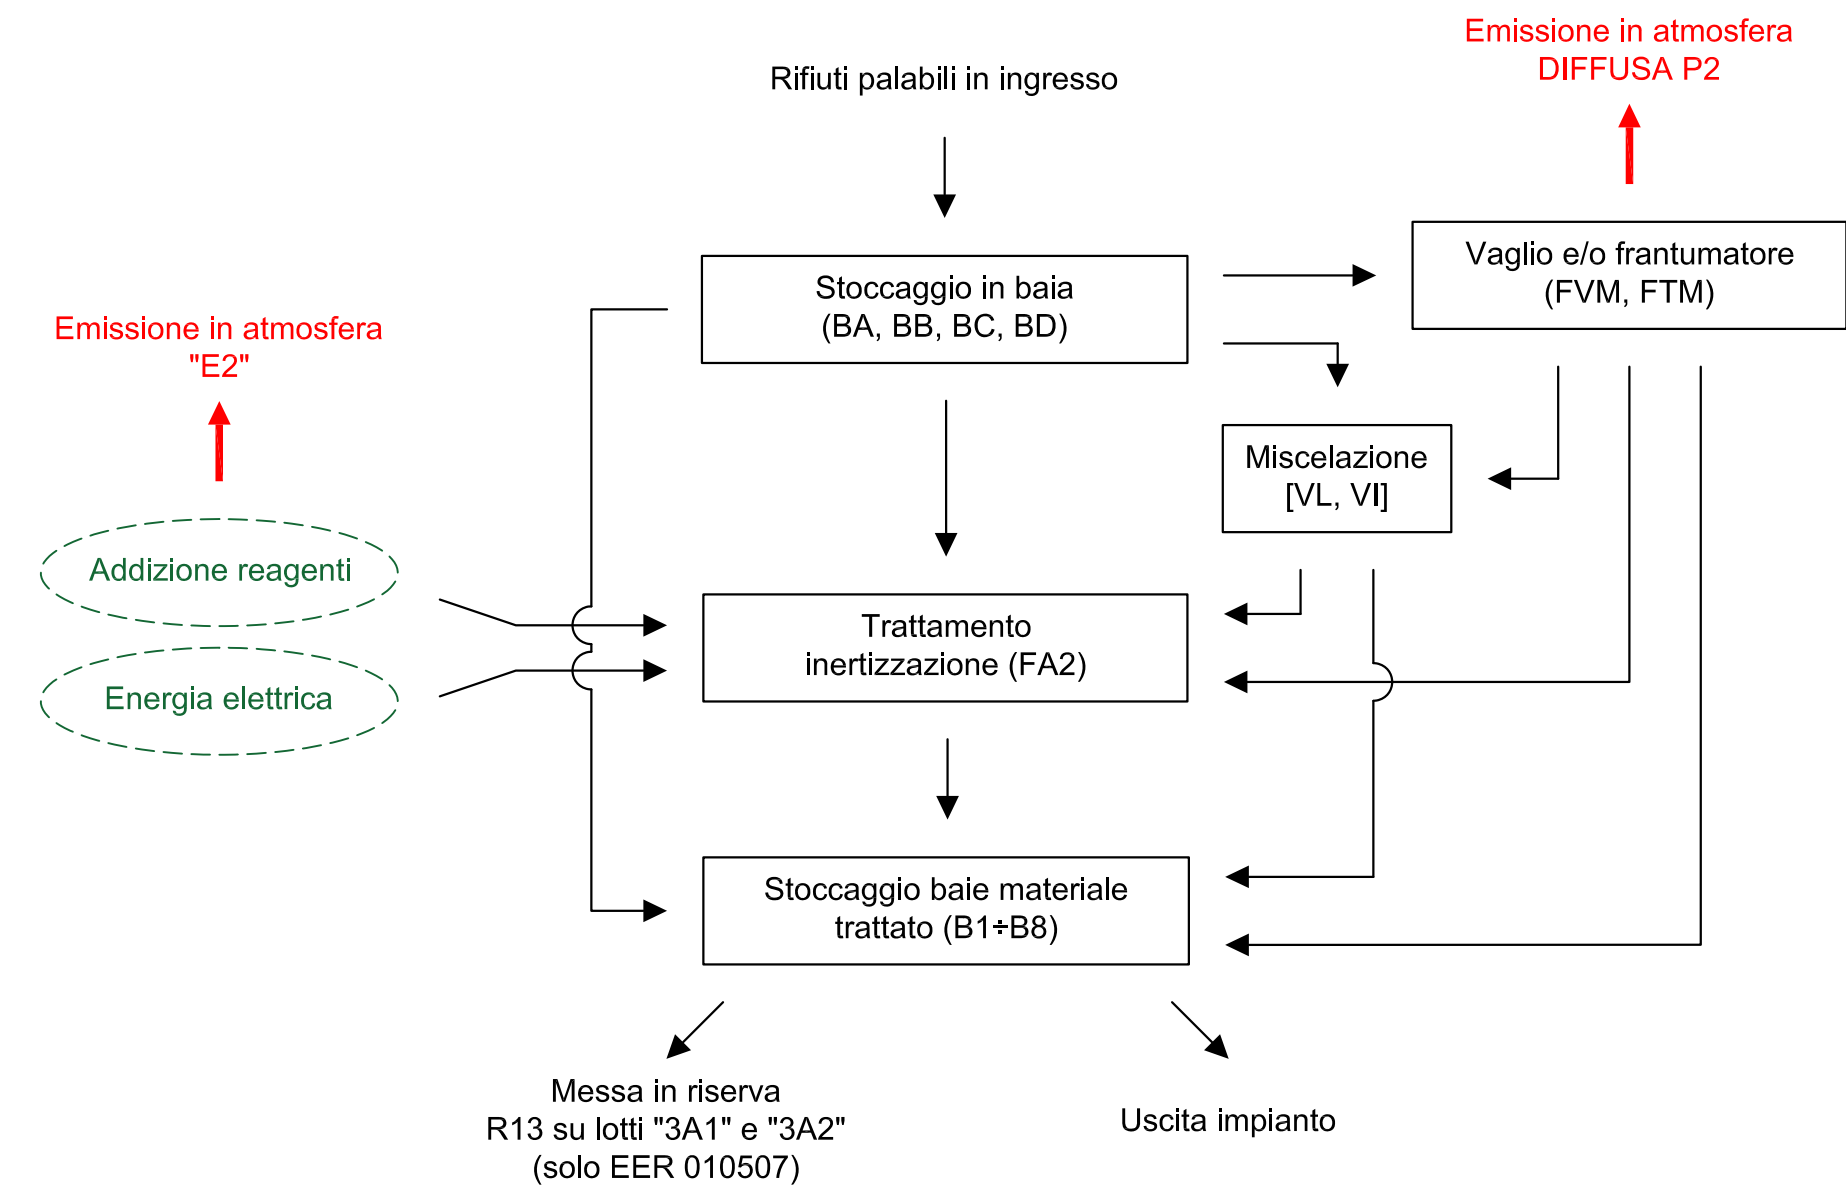 Emissione in atmosfera
DIFFUSA P2
Rifiuti palabili in ingresso
Vaglio e/o frantumatore
(FVM, FTM)
Stoccaggio in baia
(BA, BB, BC, BD)
Emissione in atmosfera
"E2"
Miscelazione
[VL, VI]
Addizione reagenti
Trattamento
inertizzazione (FA2)
Energia elettrica
Stoccaggio baie materiale
trattato (B1÷B8)
Messa in riserva
R13 su lotti "3A1" e "3A2"
(solo EER 010507)
Uscita impianto